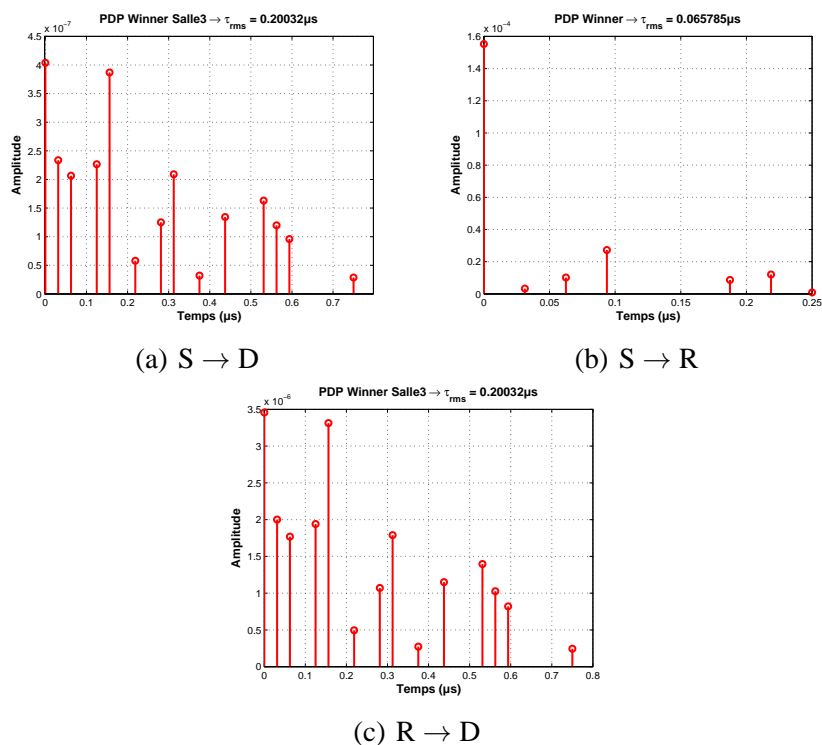 PDP Winner Salle3 → τrms = 0.20032µs
x 10^-7
4.5
4
3.5
3
2.5
2
1.5
1
0.5
0
Amplitude
0 0.1 0.2 0.3 0.4 0.5 0.6 0.7
Temps (µs)
(a) S → D
PDP Winner → τrms = 0.065785µs
x 10^-4
1.6
1.4
1.2
1
0.8
0.6
0.4
0.2
0
Amplitude
0 0.05 0.1 0.15 0.2 0.25
Temps (µs)
(b) S → R
PDP Winner Salle3 → τrms = 0.20032µs
x 10^-6
3.5
3
2.5
2
1.5
1
0.5
0
Amplitude
0 0.1 0.2 0.3 0.4 0.5 0.6 0.7 0.8
Temps (µs)
(c) R → D